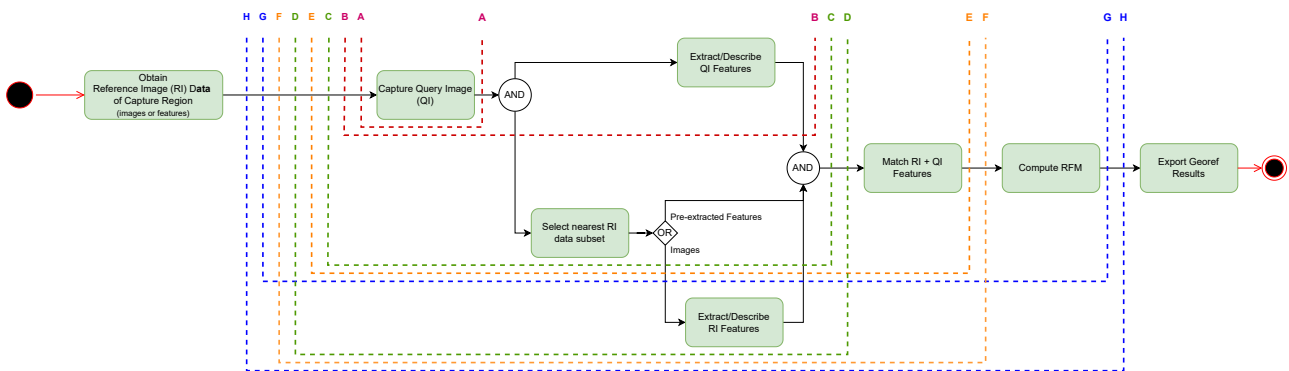 H G F D E C B A A B C D E F G H
Obtain
Reference Image (RI) Data
of Capture Region
(images or features)
Capture Query Image
(QI)
AND
Extract/Describe
QI Features
AND
Match RI + QI
Features
Compute RFM
Export Georef
Results
Select nearest RI
data subset
OR
Pre-extracted Features
Images
Extract/Describe
RI Features